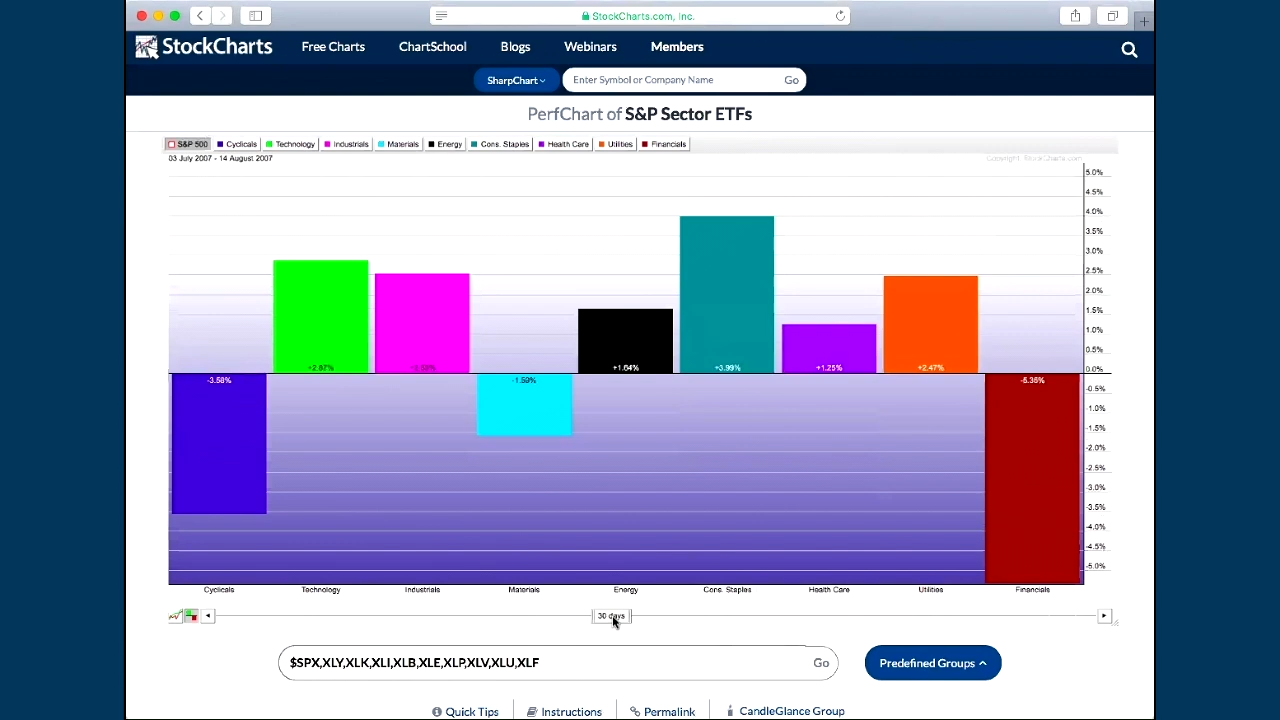 StockCharts.com, Inc.
StockCharts Free Charts ChartSchool Blogs Webinars Members
SharpChart Enter Symbol or Company Name Go
PerfChart of S&P Sector ETFs
S&P 500 Cyclicals Technology Industrials Materials Energy Cons. Staples Health Care Utilities Financials
03 July 2007 - 14 August 2007 Copyright, StockCharts.com
5.0%
4.5%
4.0%
3.5%
3.0%
2.5%
2.0%
1.5%
1.0%
0.5%
0.0%
-0.5%
-1.0%
-1.5%
-2.0%
-2.5%
-3.0%
-3.5%
-4.0%
-4.5%
-5.0%
+2.87% +1.64% +3.99% +1.25% +2.47%
-3.58% -1.59% -5.35%
Cyclicals Technology Industrials Materials Energy Cons. Staples Health Care Utilities Financials
30 days
$SPX,XLY,XLK,XLI,XLB,XLE,XLP,XLV,XLU,XLF Go Predefined Groups
Quick Tips Instructions Permalink CandleGlance Group